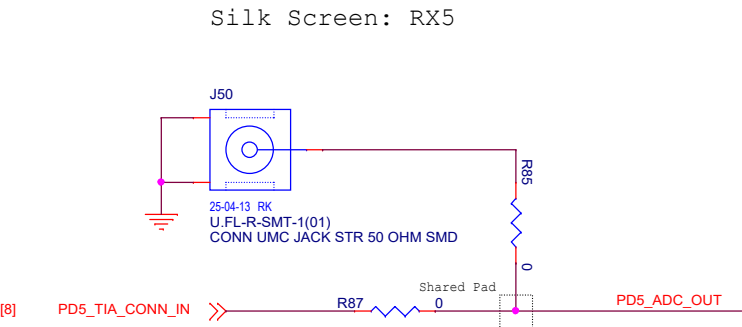 Silk Screen: RX5
J50
R85
25-04-13 RK
U.FL-R-SMT-1(01)
CONN UMC JACK STR 50 OHM SMD
0
Shared Pad
[8] PD5_TIA_CONN_IN R87 0 PD5_ADC_OUT